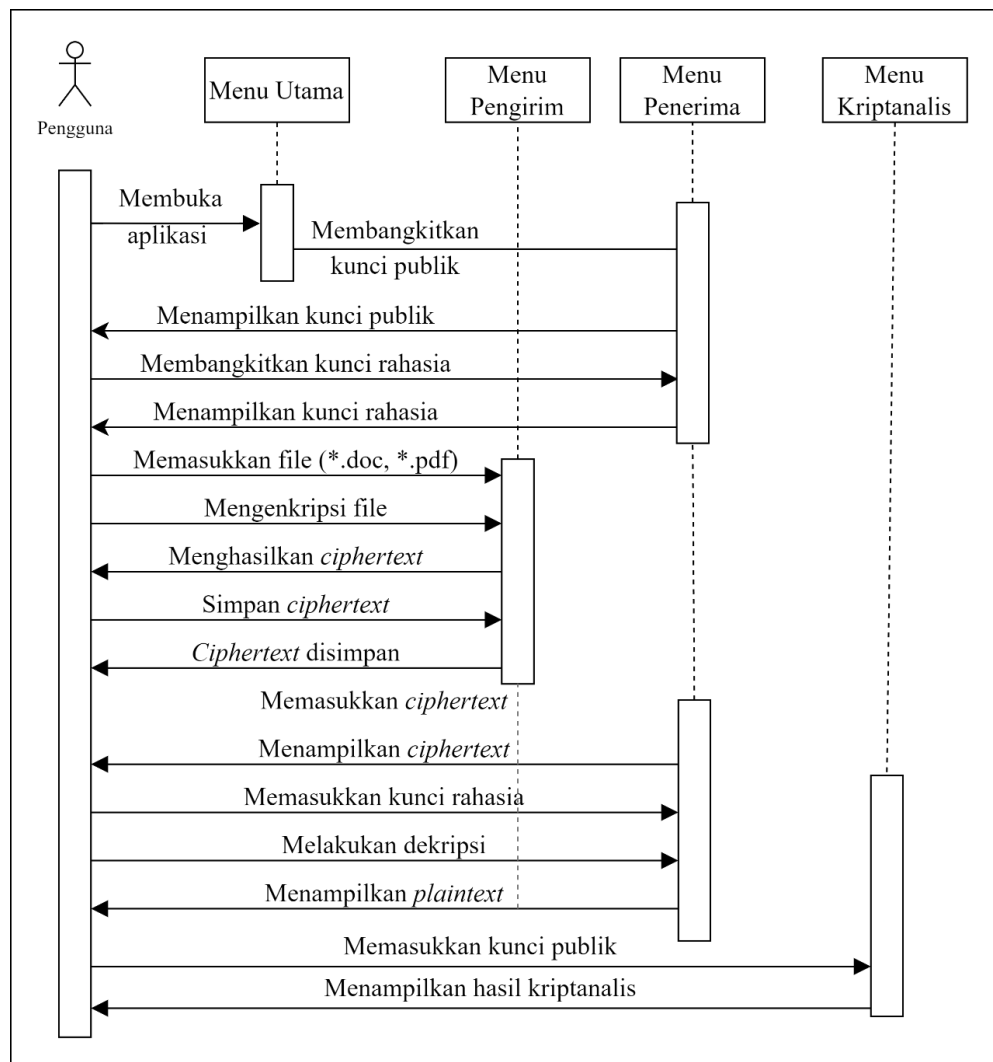 Pengguna
Menu Utama
Menu
Pengirim
Menu
Penerima
Menu
Kriptanalis
Membuka
aplikasi
Membangkitkan
kunci publik
Menampilkan kunci publik
Membangkitkan kunci rahasia
Menampilkan kunci rahasia
Memasukkan file (*.doc, *.pdf)
Mengenkripsi file
Menghasilkan ciphertext
Simpan ciphertext
Ciphertext disimpan
Memasukkan ciphertext
Menampilkan ciphertext
Memasukkan kunci rahasia
Melakukan dekripsi
Menampilkan plaintext
Memasukkan kunci publik
Menampilkan hasil kriptanalis